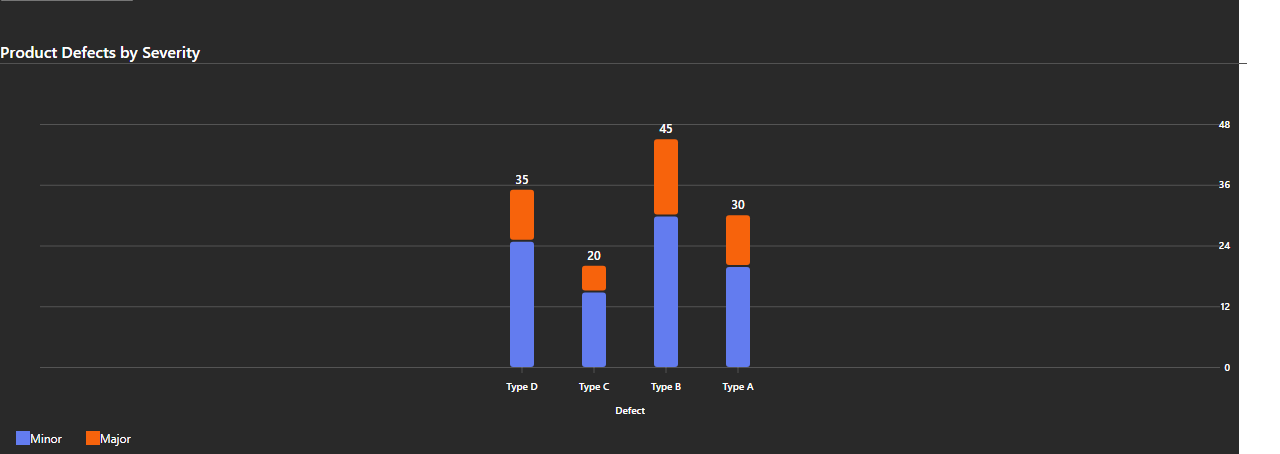 Product Defects by Severity
48
45
36
35
30
24
20
12
0
Type D Type C Type B Type A
Defect
Minor Major